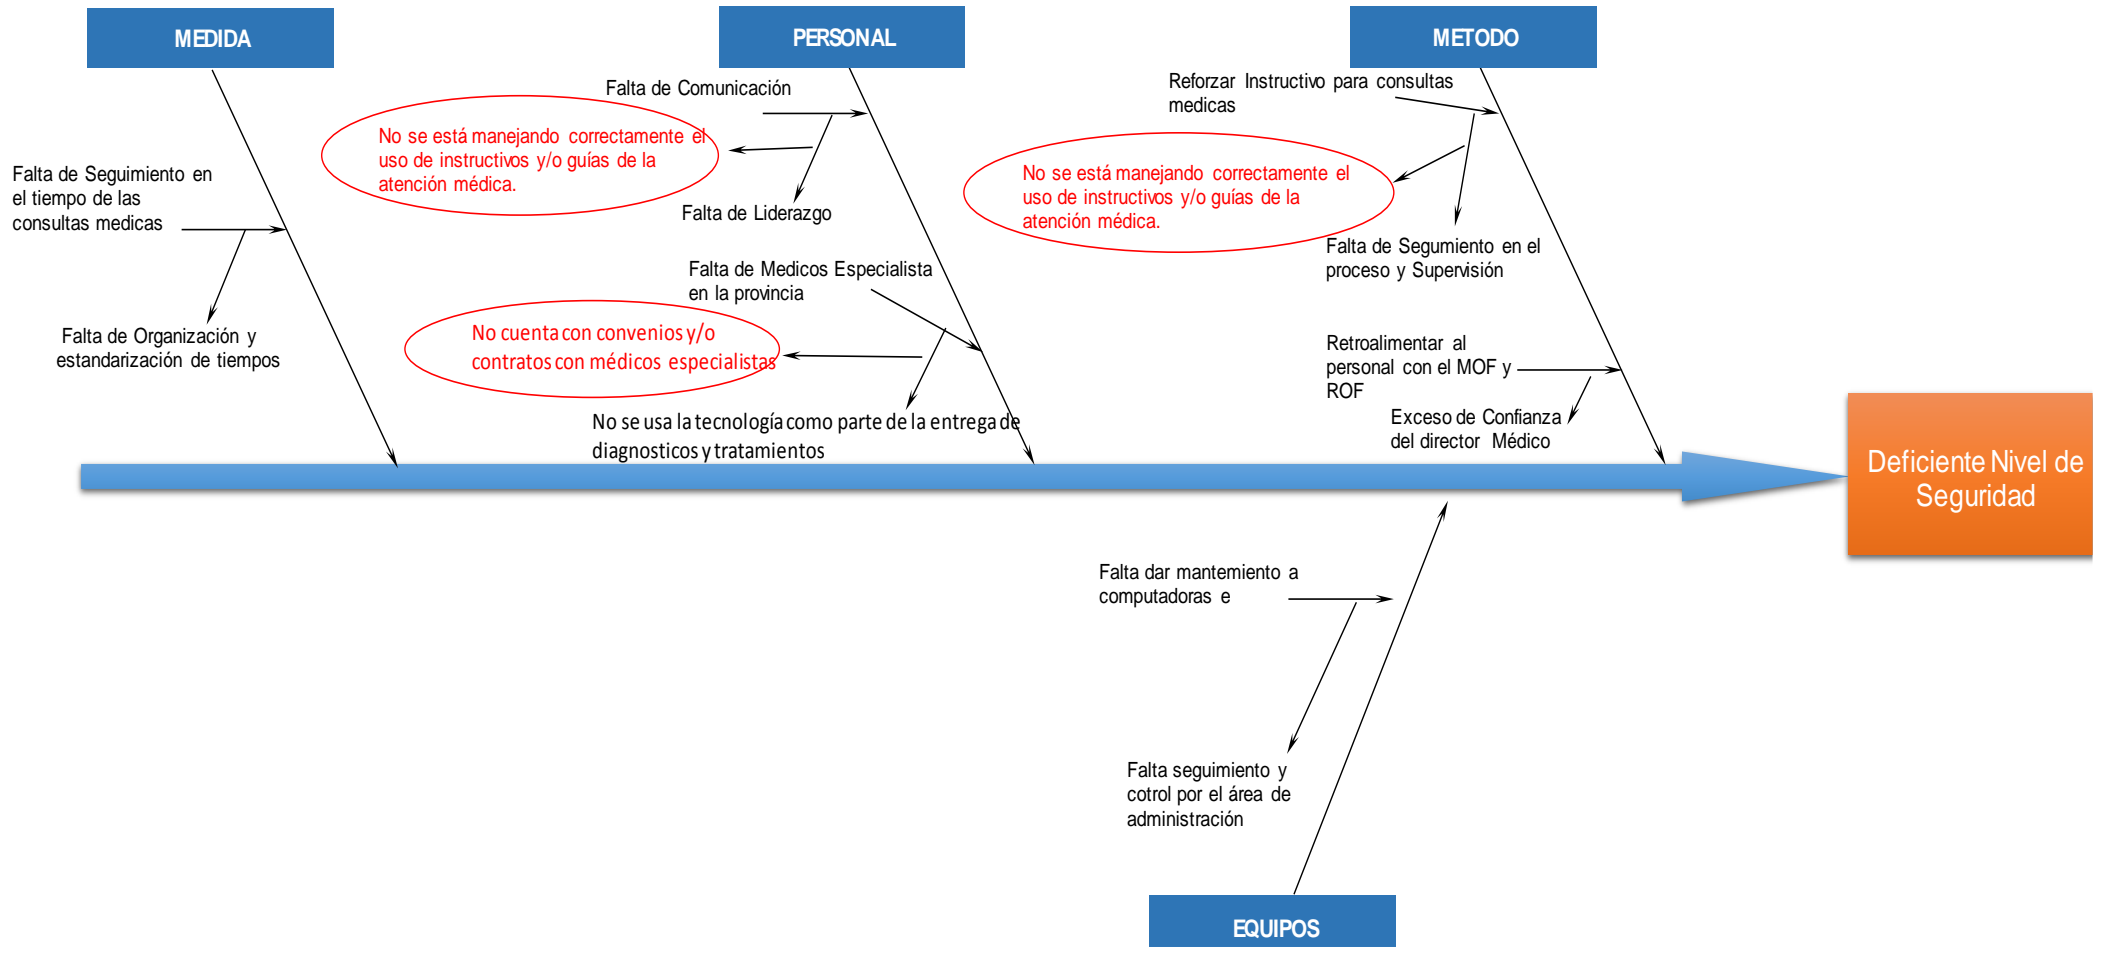 MEDIDA
PERSONAL
METODO
Falta de Seguimiento en
el tiempo de las
consultas medicas
Falta de Organización y
estandarización de tiempos
Falta de Comunicación
No se está manejando correctamente el
uso de instructivos y/o guías de la
atención médica.
Falta de Liderazgo
Falta de Medicos Especialista
en la provincia
No cuenta con convenios y/o
contratos con médicos especialistas
No se usa la tecnología como parte de la entrega de
diagnosticos y tratamientos
Reforzar Instructivo para consultas
medicas
No se está manejando correctamente el
uso de instructivos y/o guías de la
atención médica.
Falta de Segumiento en el
proceso y Supervisión
Retroalimentar al
personal con el MOF y
ROF
Exceso de Confianza
del director Médico
Deficiente Nivel de
Seguridad
Falta dar mantemiento a
computadoras e
Falta seguimiento y
cotrol por el área de
administración
EQUIPOS